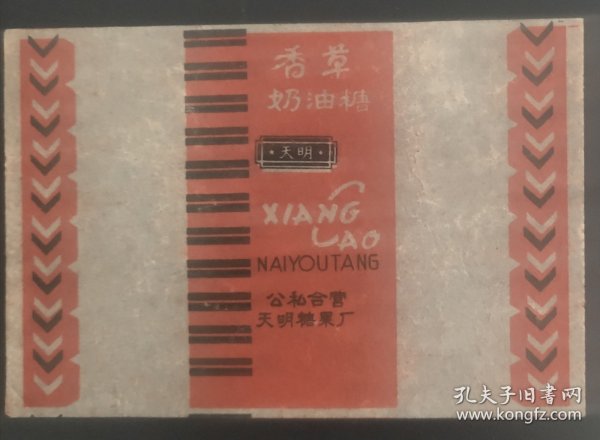 香草
奶油糖
·天明·
XIANG
CAO
NAIYOUTANG
公私合营
天明糖果厂
孔夫子旧书网
www.kongfz.com